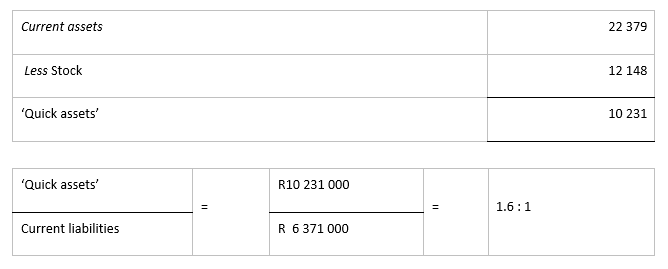 Current assets 22 379
Less Stock 12 148
‘Quick assets’ 10 231
‘Quick assets’ = R10 231 000 = 1.6 : 1
Current liabilities R 6 371 000